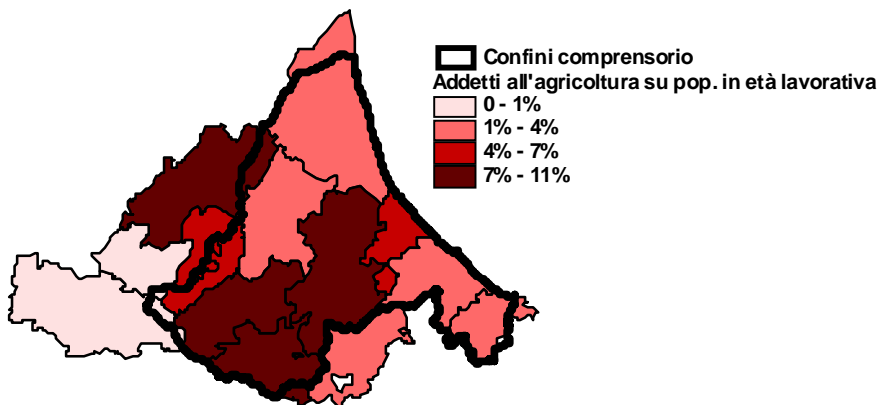 Confini comprensorio
Addetti all'agricoltura su pop. in età lavorativa
0 - 1%
1% - 4%
4% - 7%
7% - 11%